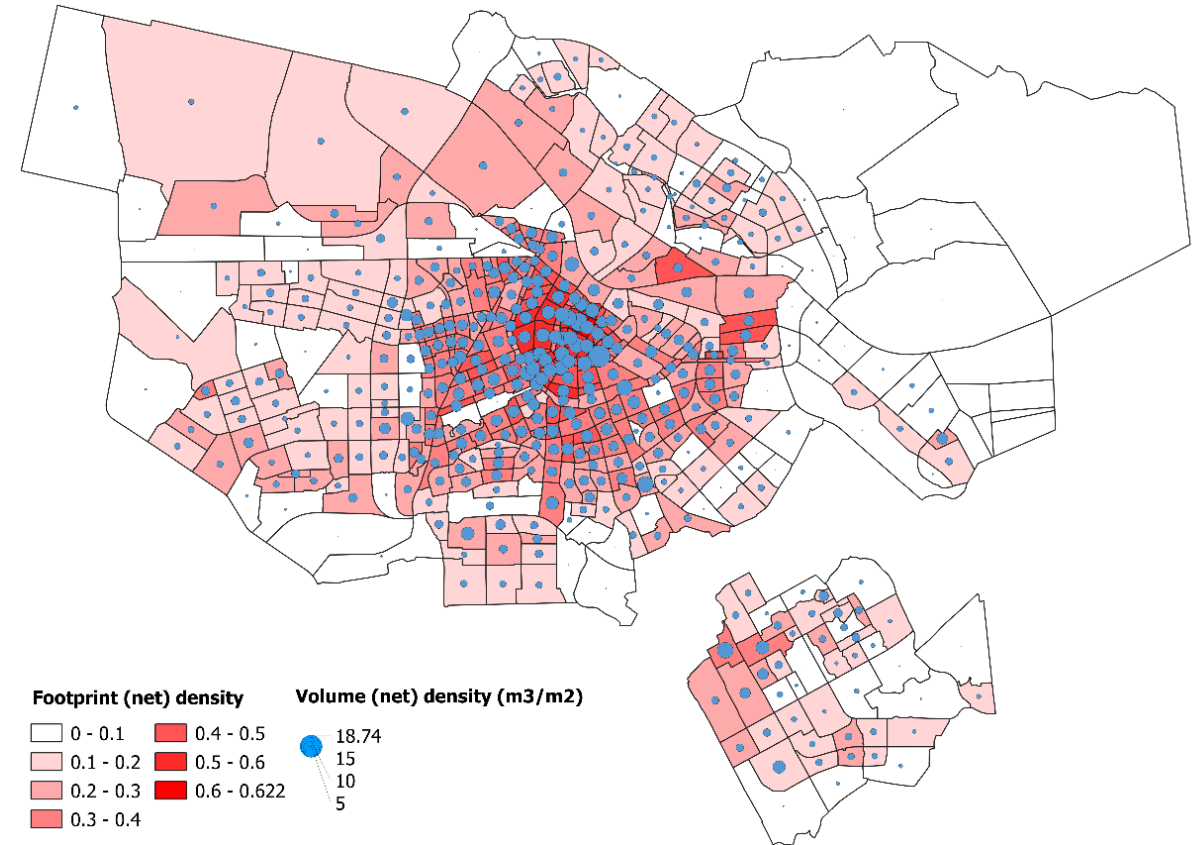 Footprint (net) density
0 - 0.1
0.1 - 0.2
0.2 - 0.3
0.3 - 0.4
0.4 - 0.5
0.5 - 0.6
0.6 - 0.622
Volume (net) density (m3/m2)
18.74
15
10
5